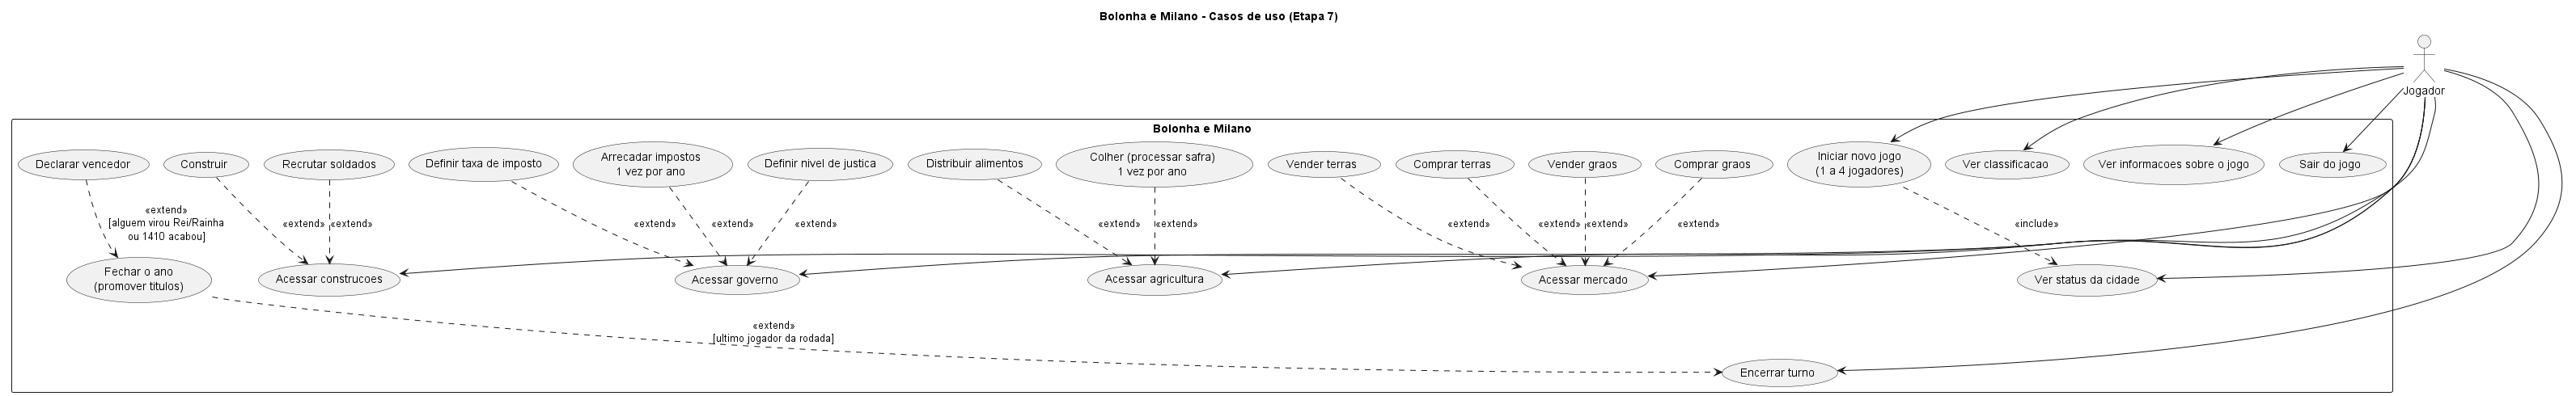 Bolonha e Milano - Casos de uso (Etapa 7)
Jogador
Bolonha e Milano
Declarar vencedor
Construir
Recrutar soldados
Definir taxa de imposto
Arrecadar impostos
1 vez por ano
Definir nivel de justica
Distribuir alimentos
Colher (processar safra)
1 vez por ano
Vender terras
Comprar terras
Vender graos
Comprar graos
Iniciar novo jogo
(1 a 4 jogadores)
Ver classificacao
Ver informacoes sobre o jogo
Sair do jogo
«extend»
[alguem virou Rei/Rainha
ou 1410 acabou]
«extend»
«extend»
«extend»
«extend»
«extend»
«extend»
«extend»
«extend»
«extend»
«extend»
«extend»
«include»
Fechar o ano
(promover titulos)
Acessar construcoes
Acessar governo
Acessar agricultura
Acessar mercado
Ver status da cidade
«extend»
[ultimo jogador da rodada]
Encerrar turno